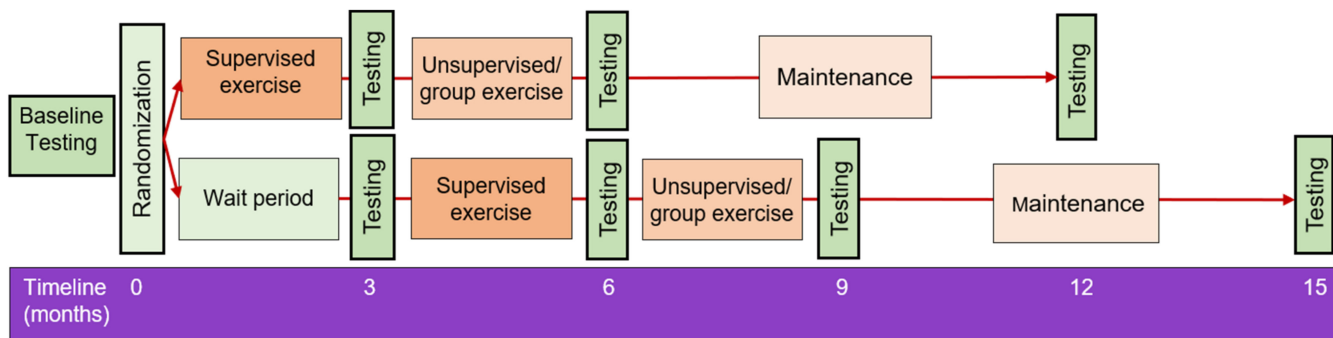 Baseline
Testing
Randomization
Supervised
exercise
Testing
Unsupervised/
group exercise
Testing
Maintenance
Testing
Wait period
Testing
Supervised
exercise
Testing
Unsupervised/
group exercise
Testing
Maintenance
Testing
Timeline 0 3 6 9 12 15
(months)